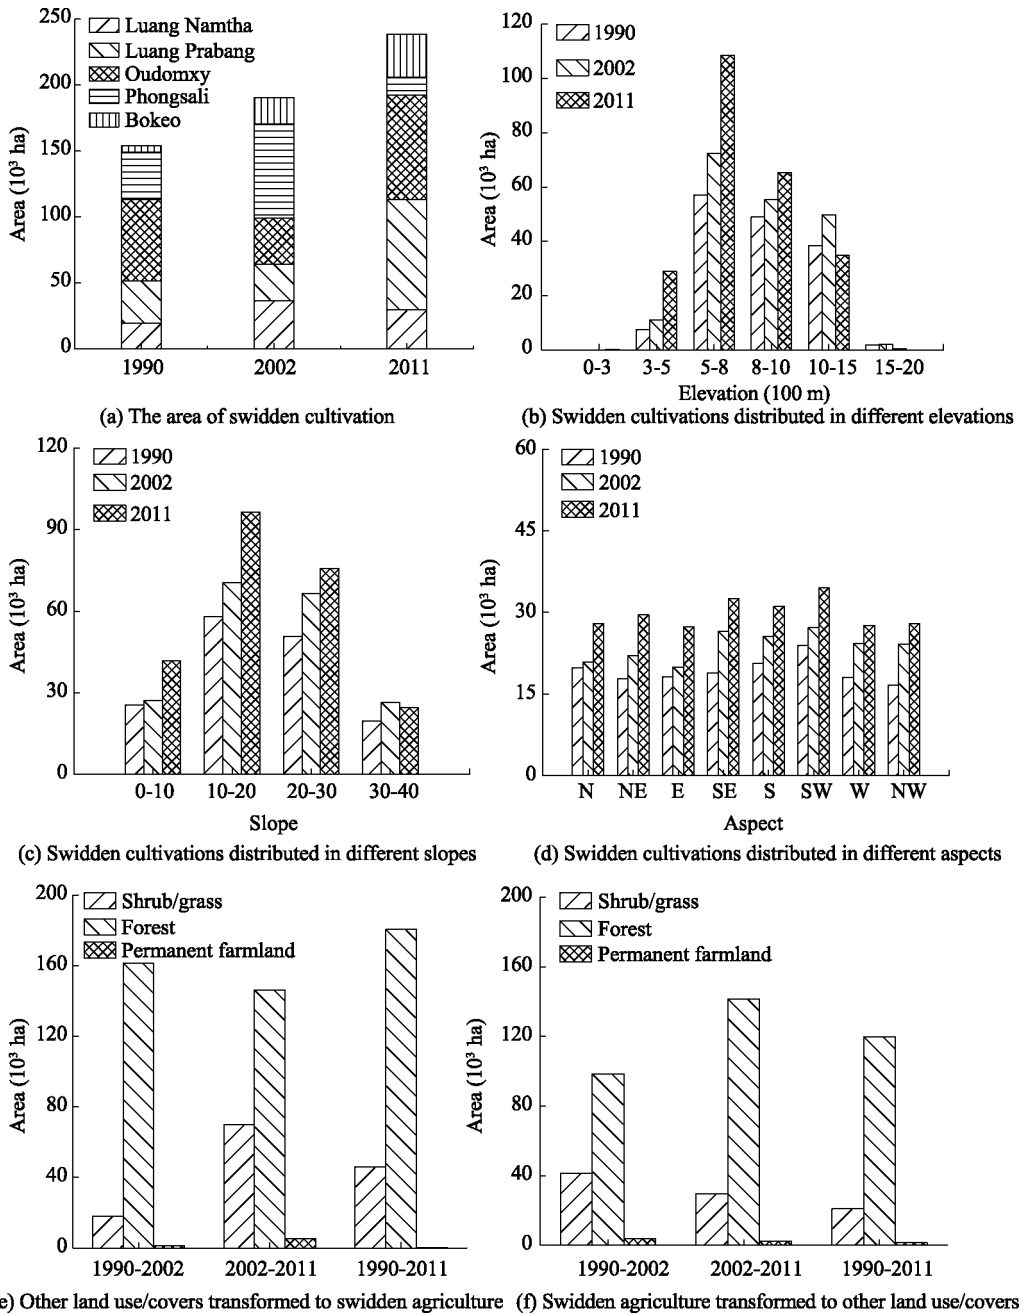 250
200
150
100
50
0
Area (10³ ha)
Luang Namtha
Luang Prabang
Oudomxy
Phongsali
Bokeo
1990 2002 2011
(a) The area of swidden cultivation
120
100
80
60
40
20
0
Area (10³ ha)
1990
2002
2011
0-3 3-5 5-8 8-10 10-15 15-20
Elevation (100 m)
(b) Swidden cultivations distributed in different elevations
120
90
60
30
0
Area (10³ ha)
1990
2002
2011
0-10 10-20 20-30 30-40
Slope
(c) Swidden cultivations distributed in different slopes
60
45
30
15
0
Area (10³ ha)
1990
2002
2011
N NE E SE S SW W NW
Aspect
(d) Swidden cultivations distributed in different aspects
200
160
120
80
40
0
Area (10³ ha)
Shrub/grass
Forest
Permanent farmland
1990-2002 2002-2011 1990-2011
e) Other land use/covers transformed to swidden agriculture
200
160
120
80
40
0
Area (10³ ha)
Shrub/grass
Forest
Permanent farmland
1990-2002 2002-2011 1990-2011
(f) Swidden agriculture transformed to other land use/covers